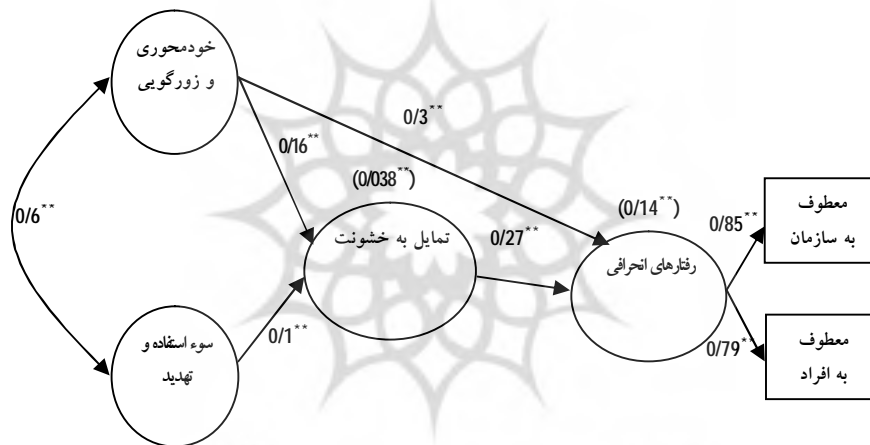 خودمحوری
و زورگویی
0/3**
0/16**
(0/038**)
0/6**
تمایل به خشونت
(0/14**)
0/27**
رفتارهای انحرافی
0/85**
معطوف
به سازمان
0/1**
سوء استفاده و
تهدید
0/79**
معطوف
به افراد